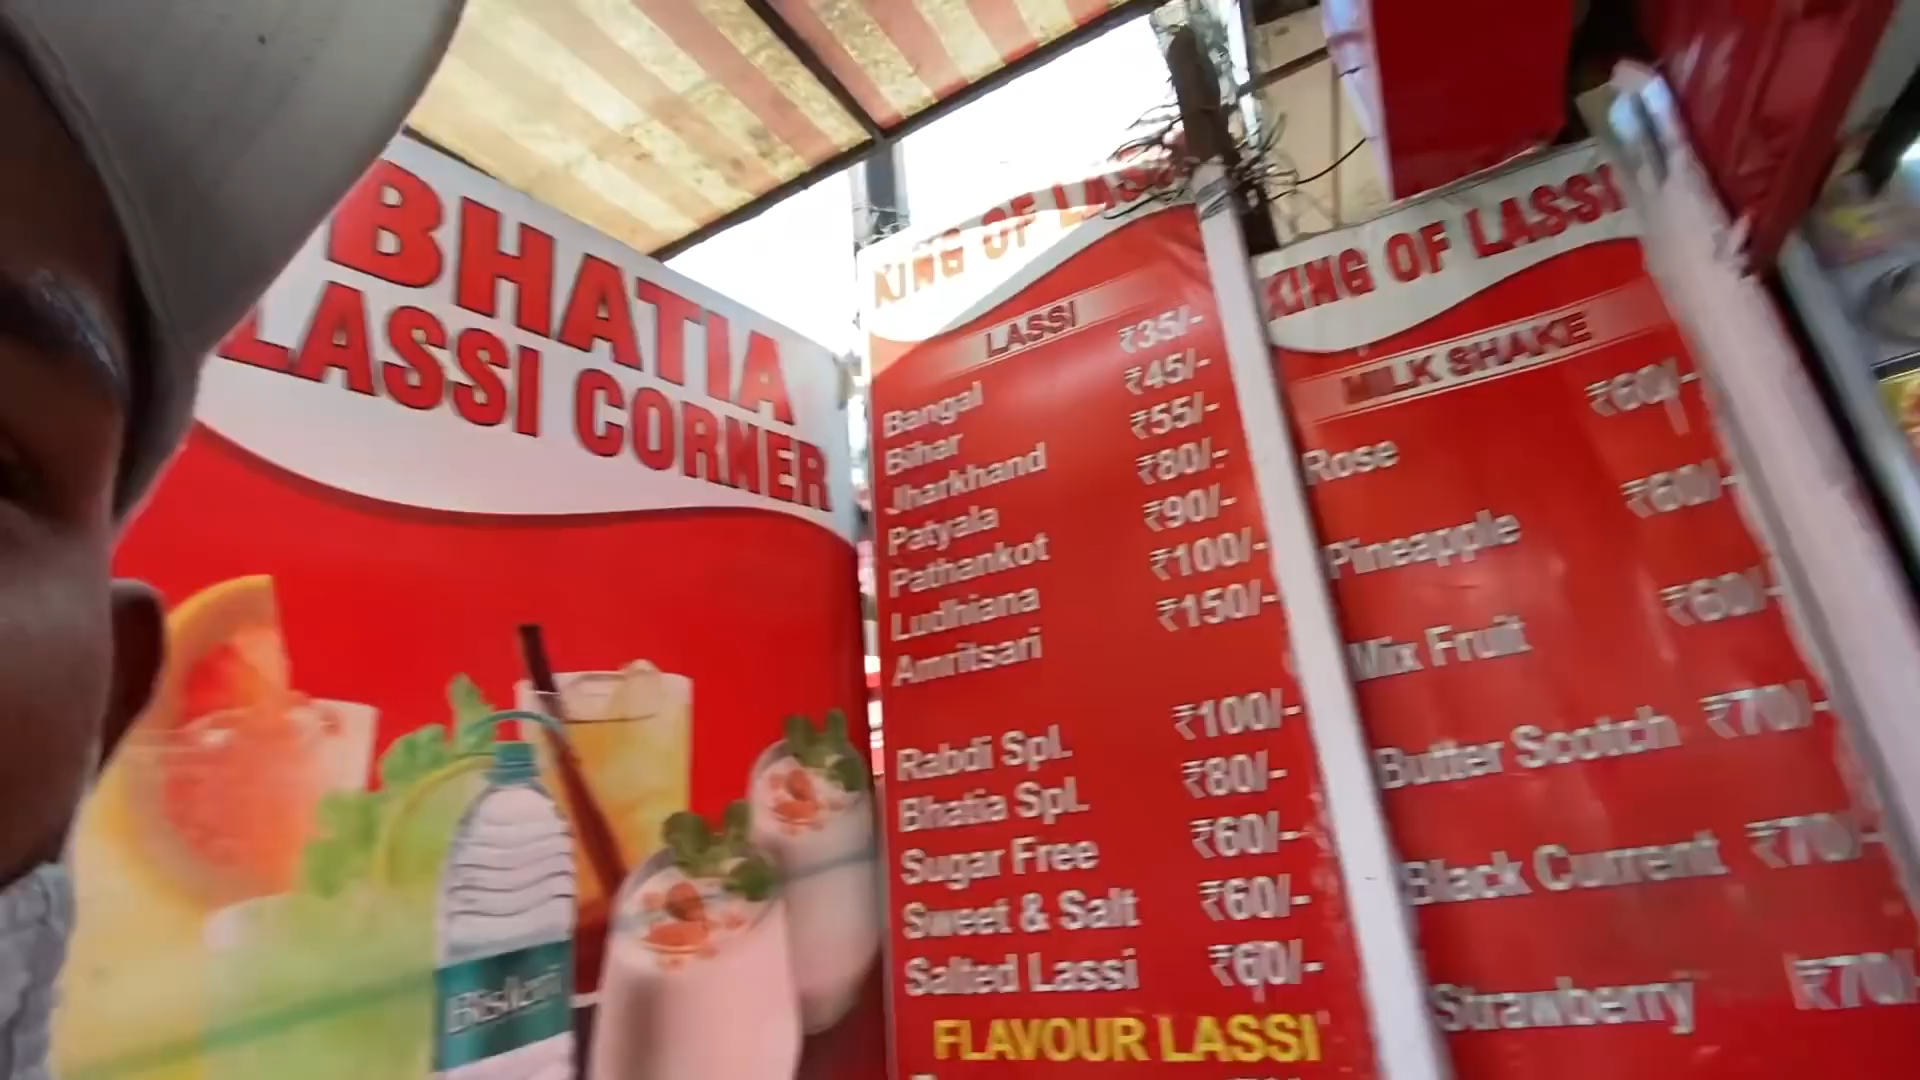 BHATIA
LASSI CORNER
Bisleri
KING OF LASSI
LASSI
Bangal ₹35/-
Bihar ₹45/-
Jharkhand ₹55/-
Patyala ₹80/-
Pathankot ₹90/-
Ludhiana ₹100/-
Amritsari ₹150/-
Rabdi Spl. ₹100/-
Bhatia Spl. ₹80/-
Sugar Free ₹60/-
Sweet & Salt ₹60/-
Salted Lassi ₹60/-
FLAVOUR LASSI
KING OF LASSI
MILK SHAKE
Rose ₹60/-
Pineapple ₹60/-
Mix Fruit ₹60/-
Butter Scotch ₹70/-
Black Current ₹70/-
Strawberry ₹70/-